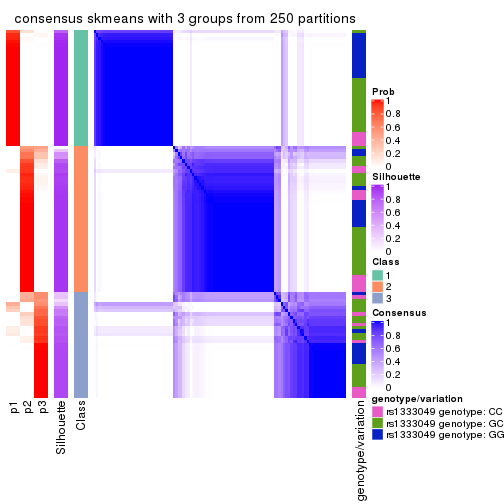 consensus skmeans with 3 groups from 250 partitions
Prob
1
0.8
0.6
0.4
0.2
0
Silhouette
1
0.8
0.6
0.4
0.2
0
Class
1
2
3
Consensus
1
0.8
0.6
0.4
0.2
0
genotype/variation
rs1333049 genotype: CC
rs1333049 genotype: GC
rs1333049 genotype: GG
p1
p2
p3
Silhouette
Class
genotype/variation